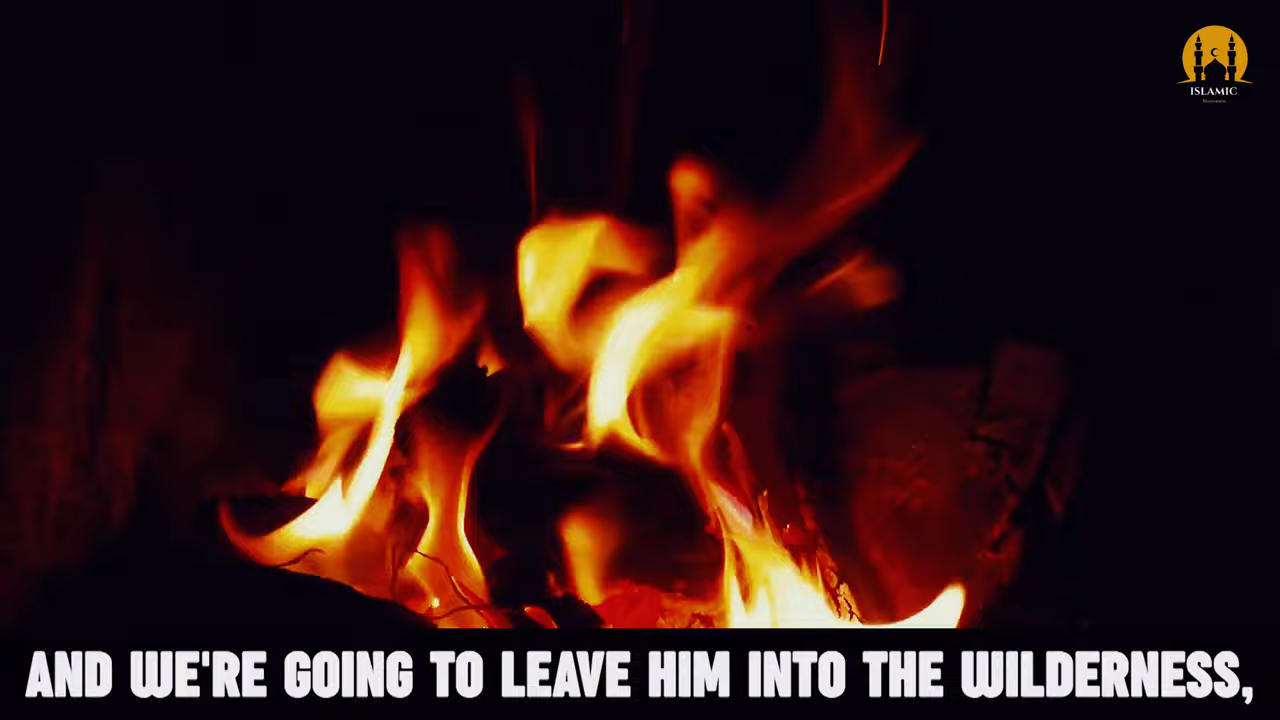 ISLAMIC
AND WE'RE GOING TO LEAVE HIM INTO THE WILDERNESS,